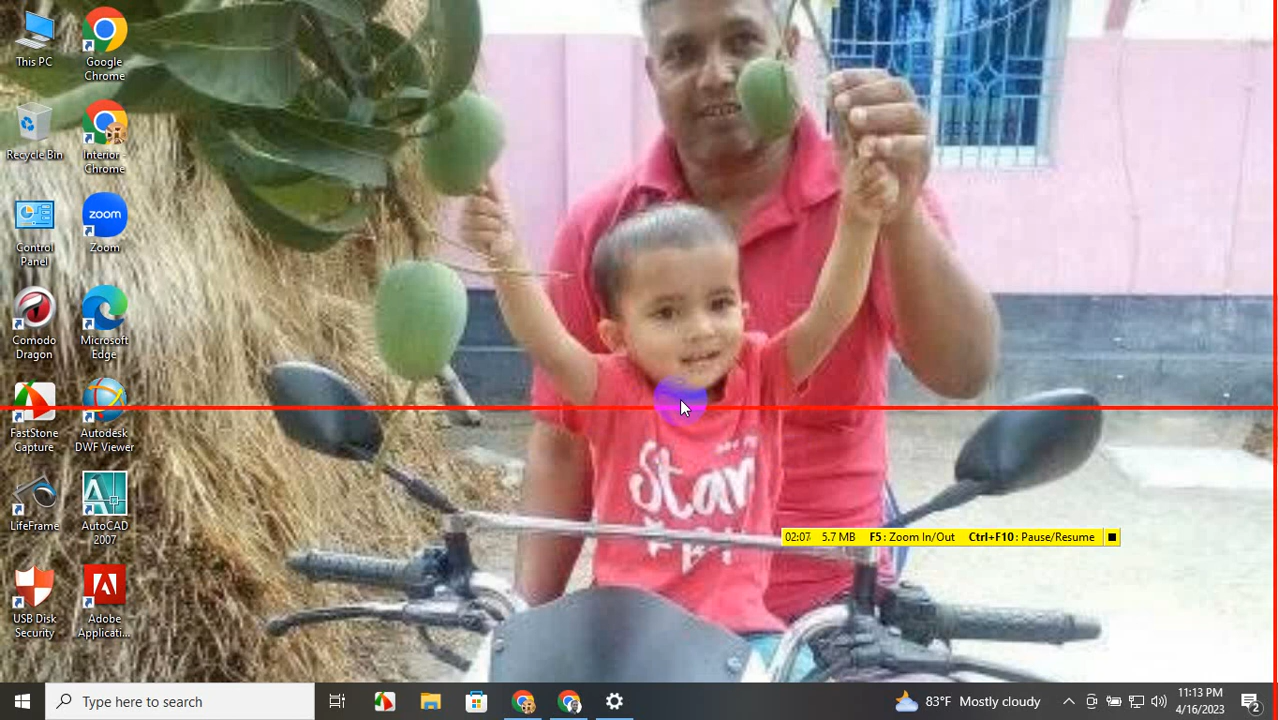 This PC
Google
Chrome
Recycle Bin
Interior -
Chrome
zoom
Control
Panel
Zoom
Comodo
Dragon
Microsoft
Edge
FastStone
Capture
Autodesk
DWF Viewer
LifeFrame
AutoCAD
2007
USB Disk
Security
Adobe
Applicati...
Star
02:07 5.7 MB F5: Zoom In/Out Ctrl+F10: Pause/Resume
Type here to search
83°F Mostly cloudy
11:13 PM
4/16/2023
2